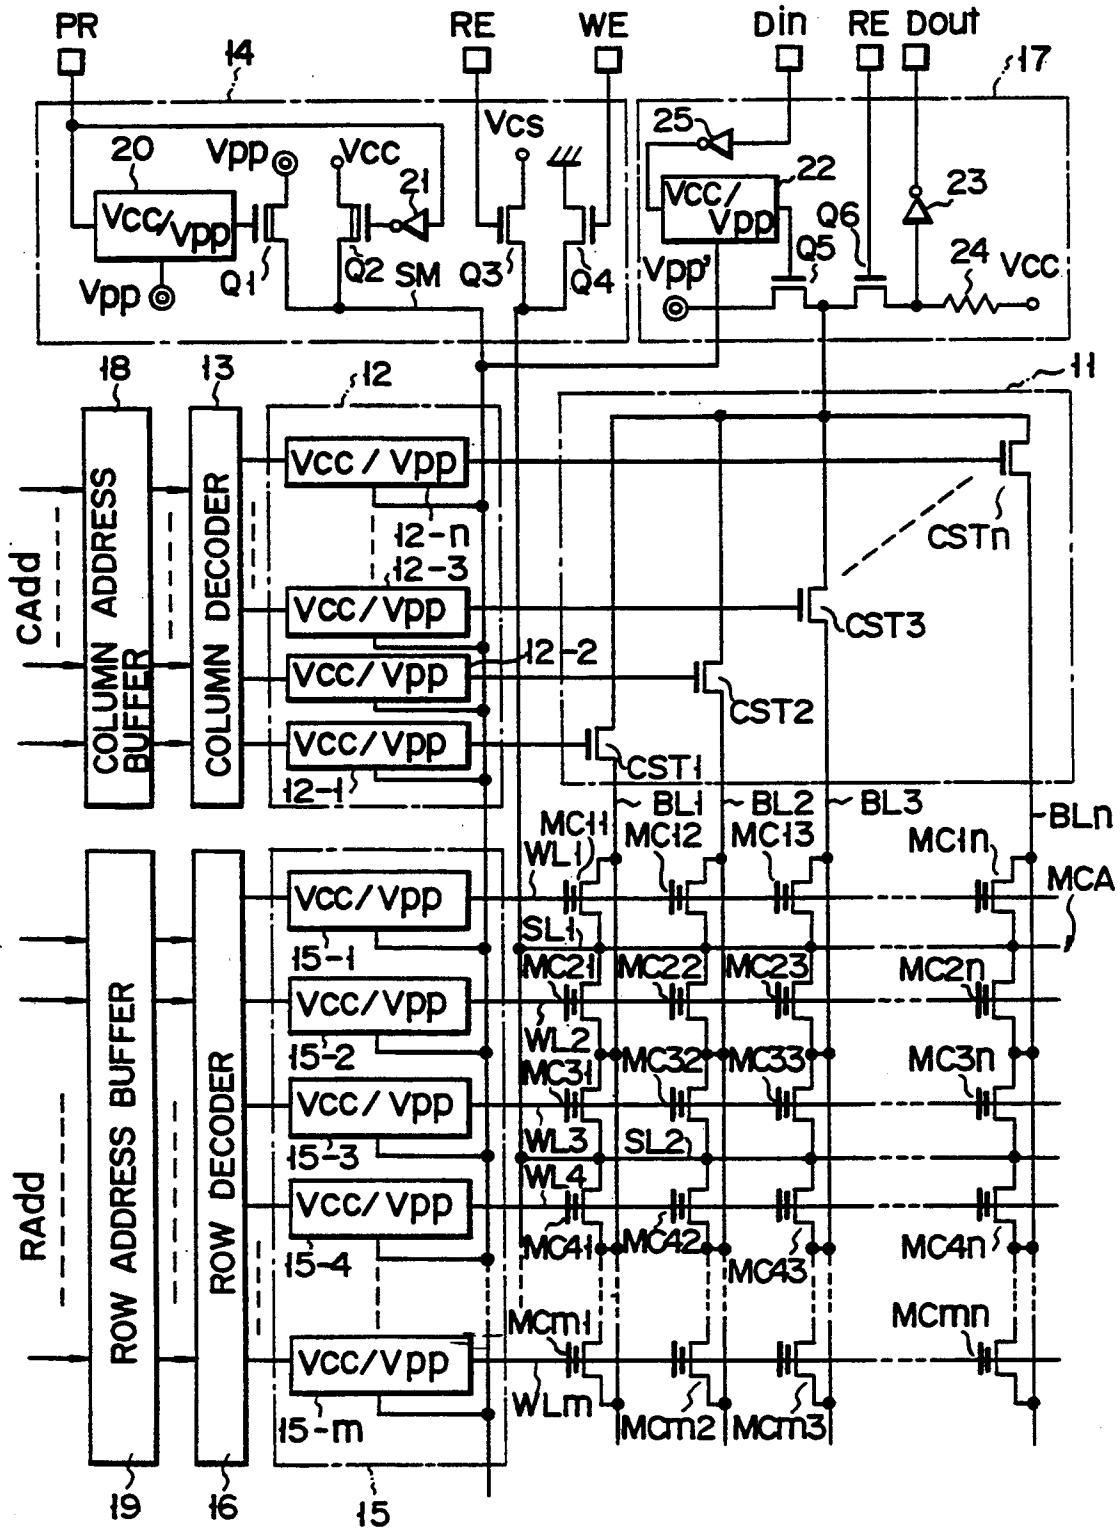 PR
RE
WE
Din
RE
Dout
14
17
20
Vpp
VCC
21
VCS
25
22
23
VCC/Vpp
VCC/Vpp
Q6
Q5
24
VCC
Q1
Q2
SM
Q3
Q4
Vpp'
Vpp
18
13
12
11
COLUMN ADDRESS
BUFFER
COLUMN DECODER
CAdd
VCC/Vpp
12-n
CSTn
12-3
VCC/Vpp
CST3
12-2
VCC/Vpp
CST2
VCC/Vpp
12-1
CST1
BL1
BL2
BL3
BLn
MC11
MC12
MC13
MC1n
WL1
MCA
VCC/Vpp
15-1
SL1
MC21
MC22
MC23
MC2n
VCC/Vpp
15-2
WL2
MC31
MC32
MC33
MC3n
VCC/Vpp
15-3
WL3
SL2
WL4
VCC/Vpp
15-4
MC41
MC42
MC43
MC4n
RAdd
ROW ADDRESS BUFFER
ROW DECODER
MCm1
MCmn
VCC/Vpp
15-m
WLm
MCm2
MCm3
19
16
15